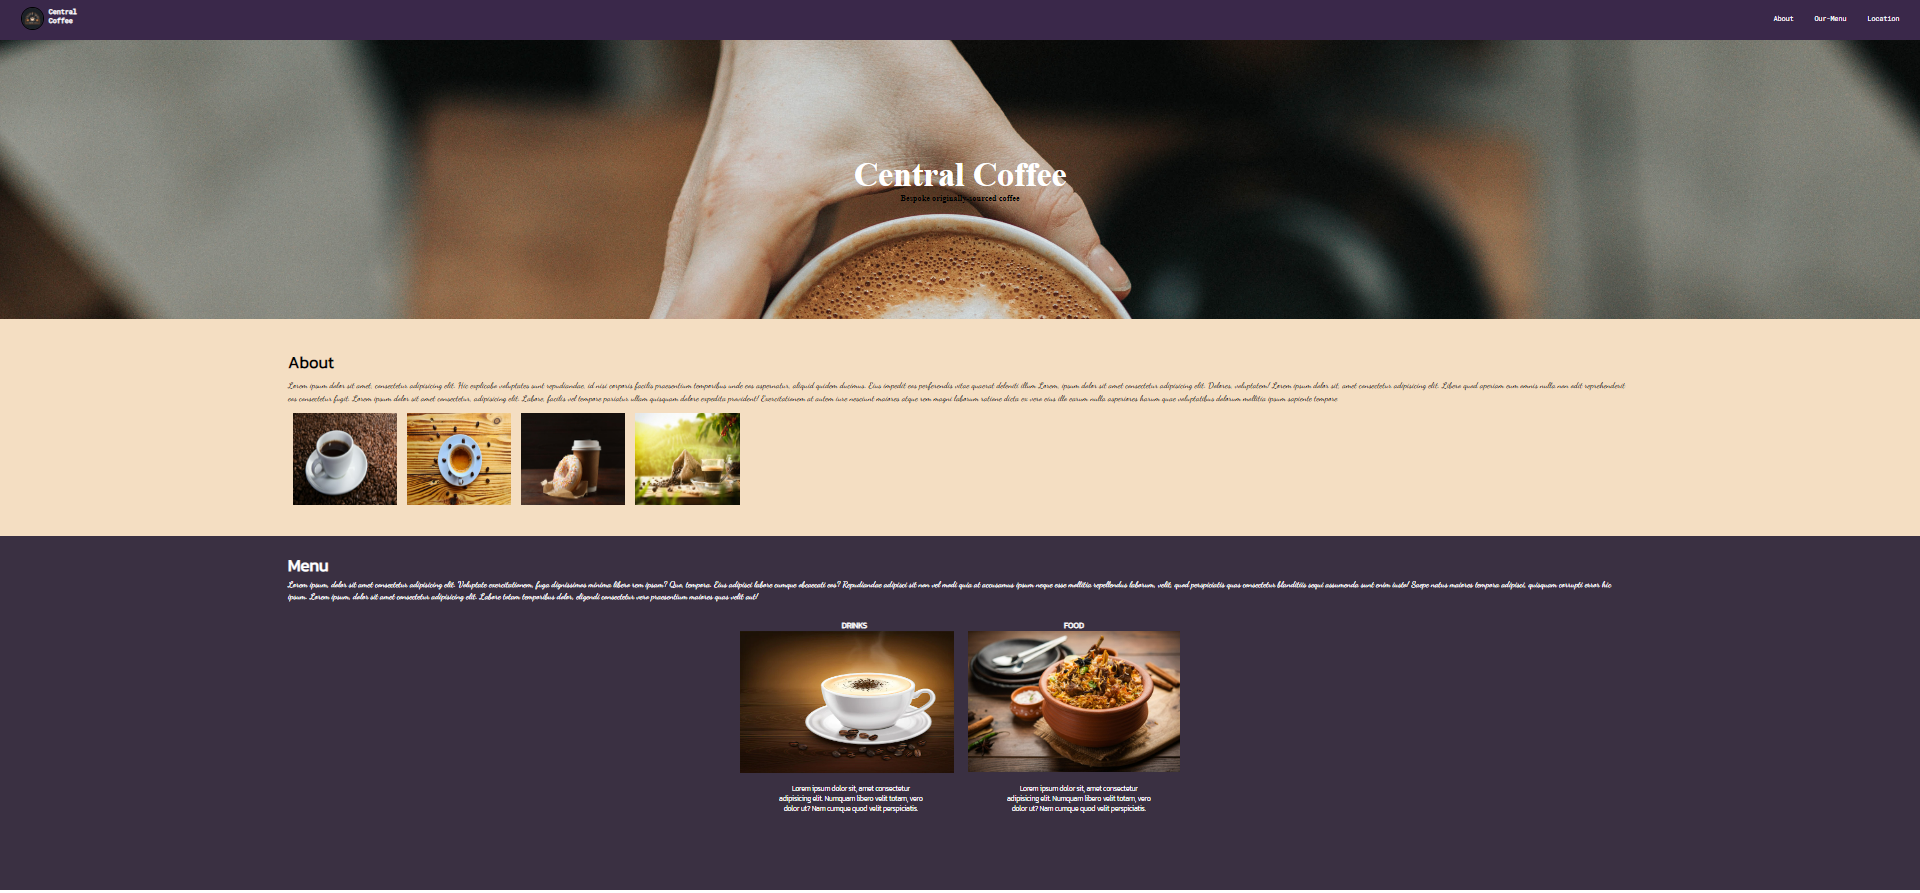 Central
Coffee
About
Our-Menu
Location
Central Coffee
Bespoke originally sourced coffee
About
Lorem ipsum dolor sit amet, consectetur adipisicing elit. Hic explicabo voluptates sunt repudiandae, id nisi corporis facilis praesentium temporibus unde eos aspernatur, aliquid quidem ducimus. Eius impedit eos perferendis vitae quaerat deleniti illum Lorem, ipsum dolor sit amet consectetur adipisicing elit. Dolores, voluptatem! Lorem ipsum dolor sit, amet consectetur adipisicing elit. Libero quod aperiam eum omnis nulla non odit reprehenderit
eos consectetur fugit. Lorem ipsum dolor sit amet consectetur, adipisicing elit. Labore, facilis vel tempore pariatur ullam quisquam dolore expedita provident! Exercitationem at autem iure nesciunt maiores atque rem magni laborum ratione dicta ex vero eius illo earum nulla asperiores harum quae voluptatibus dolorum mollitia ipsum sapiente tempore
Menu
Lorem ipsum, dolor sit amet consectetur adipisicing elit. Voluptate exercitationem, fuga dignissimos minima libero rem ipsam? Quo, tempora. Eius adipisci labore cumque obcaecati eos? Repudiandae adipisci sit non vel modi quia at accusamus ipsum neque esse mollitia repellendus laborum, velit, quod perspiciatis quas consectetur blanditiis sequi assumenda sunt enim iusto! Saepe natus maiores tempora adipisci, quisquam corrupti error hic
ipsum. Lorem ipsum, dolor sit amet consectetur adipisicing elit. Labore totam temporibus dolor, eligendi consectetur vero praesentium maiores quas velit aut!
DRINKS
FOOD
Lorem ipsum dolor sit, amet consectetur
adipisicing elit. Numquam libero velit totam, vero
dolor ut? Nam cumque quod velit perspiciatis.
Lorem ipsum dolor sit, amet consectetur
adipisicing elit. Numquam libero velit totam, vero
dolor ut? Nam cumque quod velit perspiciatis.